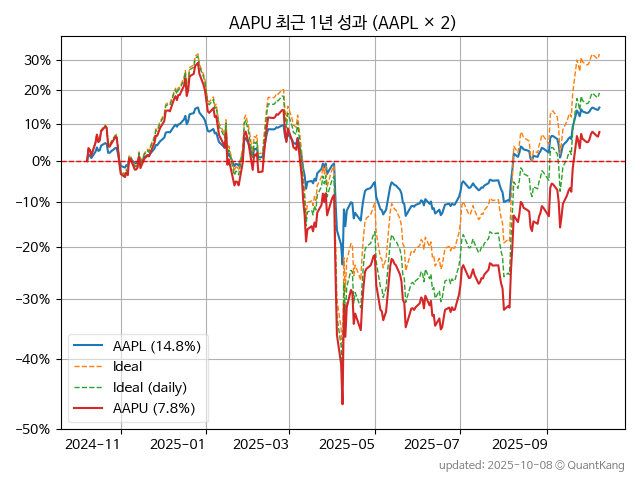 AAPU 최근 1년 성과 (AAPL × 2)
30%
20%
10%
0%
−10%
−20%
−30%
−40%
−50%
AAPL (14.8%)
Ideal
Ideal (daily)
AAPU (7.8%)
2024-11
2025-01
2025-03
2025-05
2025-07
2025-09
updated: 2025-10-08 © QuantKang